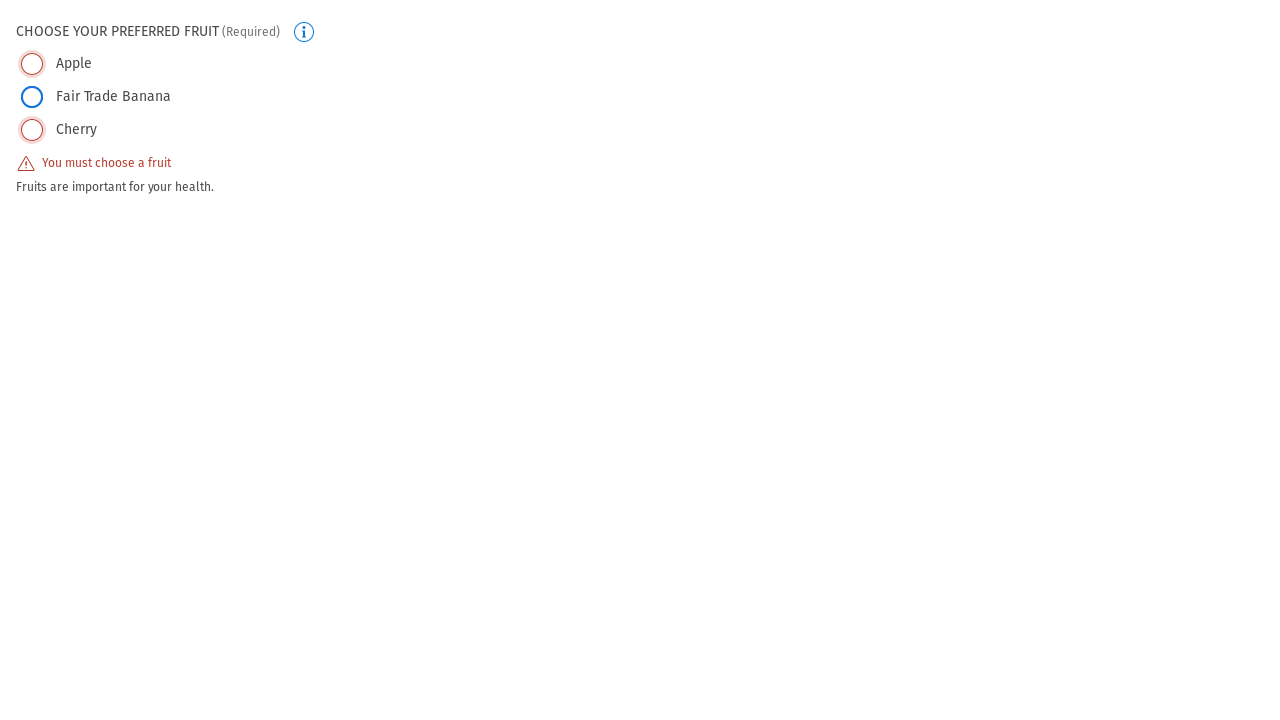 CHOOSE YOUR PREFERRED FRUIT (Required)
Apple
Fair Trade Banana
Cherry
You must choose a fruit
Fruits are important for your health.